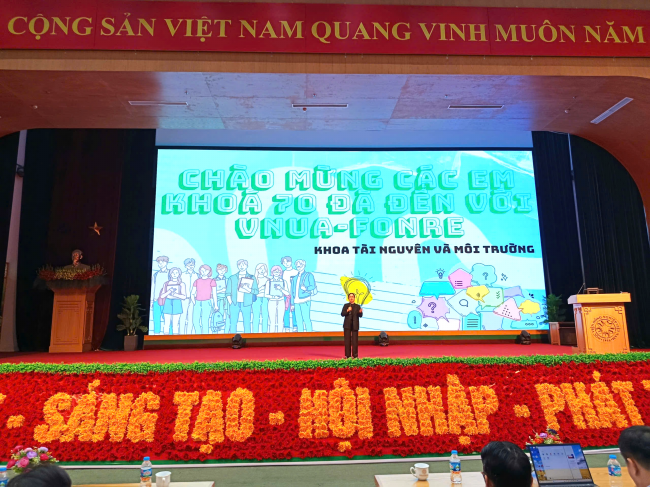 CỘNG SẢN VIỆT NAM QUANG VINH MUÔN NĂM
CHÀO MỪNG CÁC EM
KHÓA 70 ĐÃ ĐẾN VỚI
VNUA-FONRE
KHOA TÀI NGUYÊN VÀ MÔI TRƯỜNG
- SÁNG TẠO - HỘI NHẬP - PHÁT